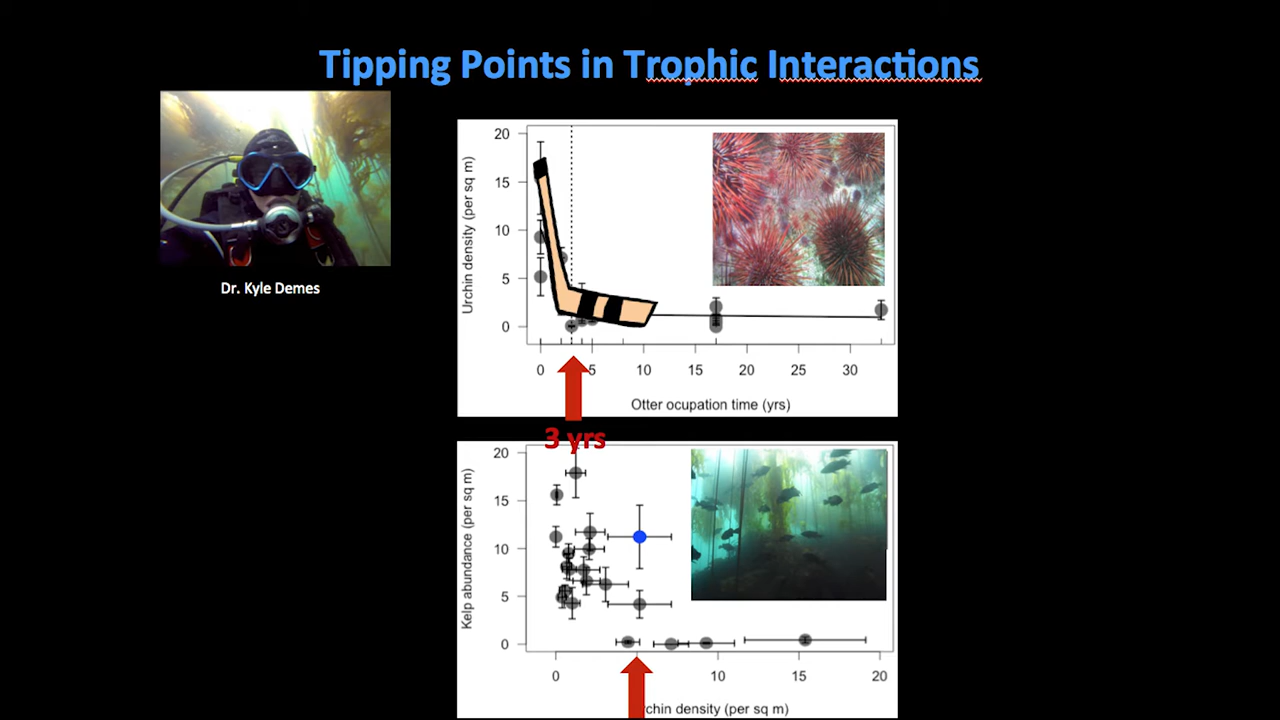 Tipping Points in Trophic Interactions
Dr. Kyle Demes
Urchin density (per sq m)
20
15
10
5
0
0 5 10 15 20 25 30
Otter ocupation time (yrs)
3 yrs
Kelp abundance (per sq m)
20
15
10
5
0
0 10 15 20
rchin density (per sq m)